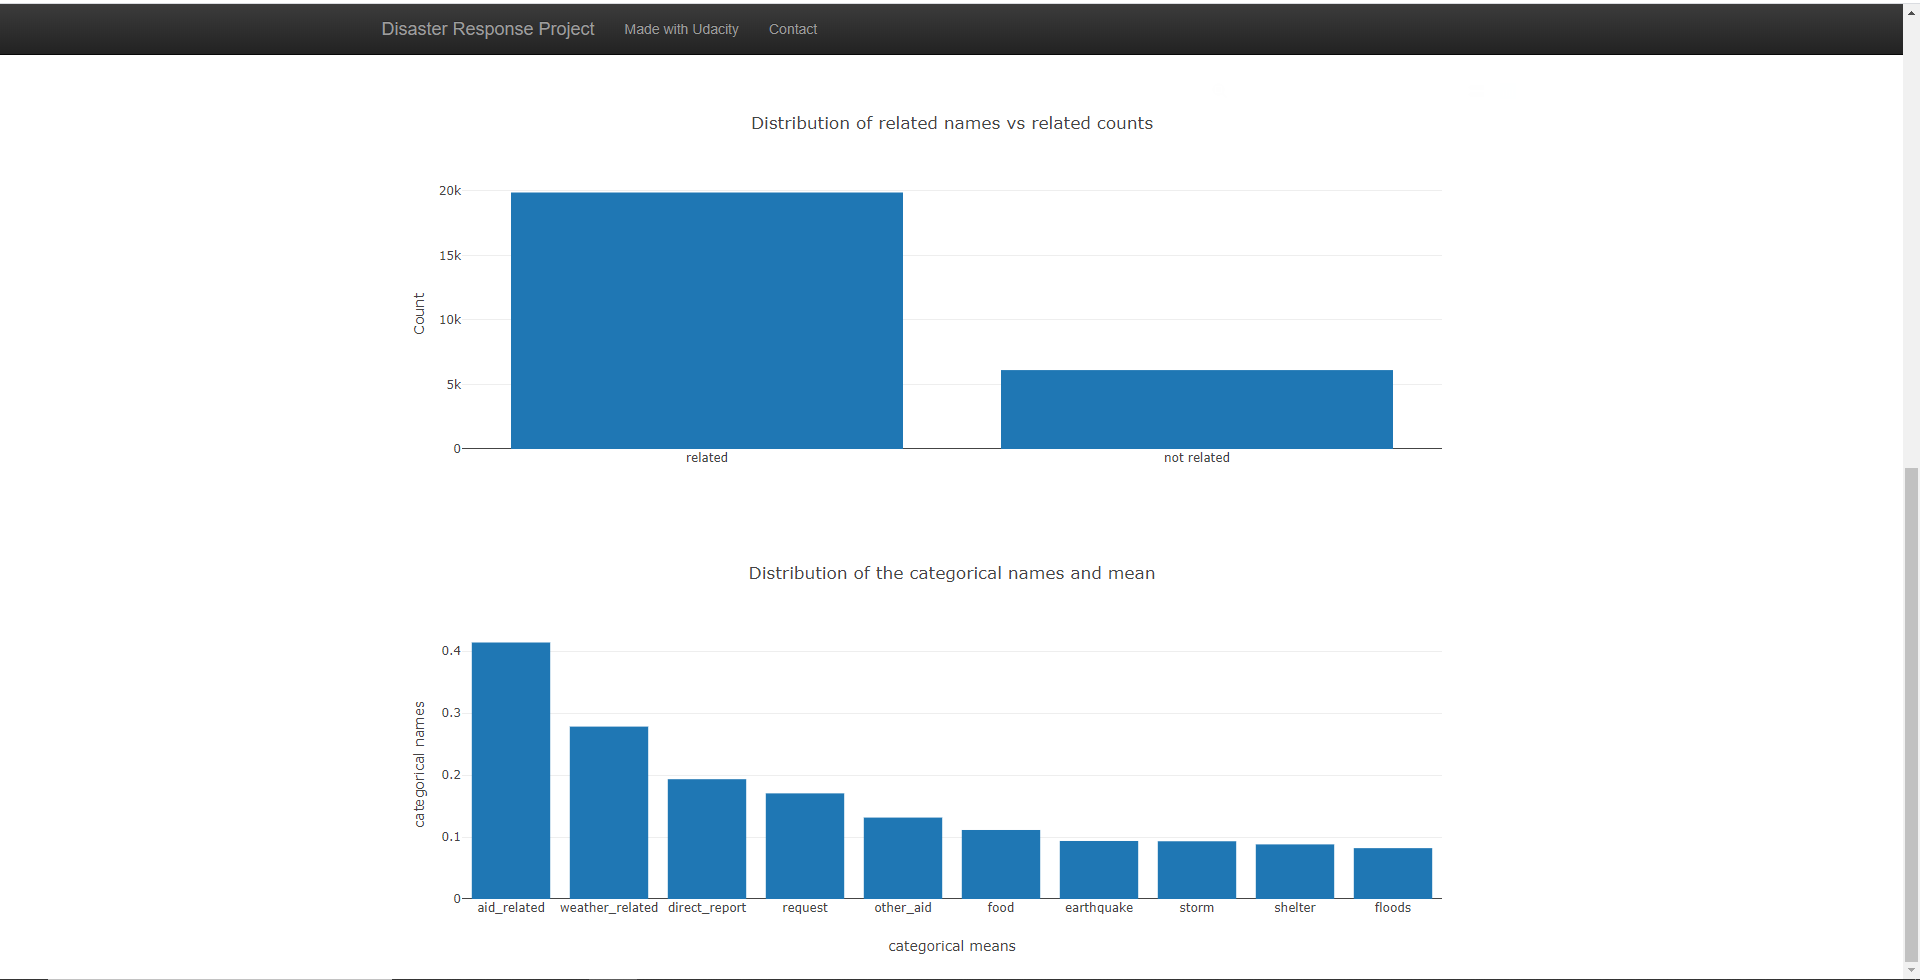 Disaster Response Project Made with Udacity Contact
Distribution of related names vs related counts
20k
15k
10k
5k
0
Count
related not related
Distribution of the categorical names and mean
0.4
0.3
0.2
0.1
0
categorical names
aid_related weather_related direct_report request other_aid food earthquake storm shelter floods
categorical means